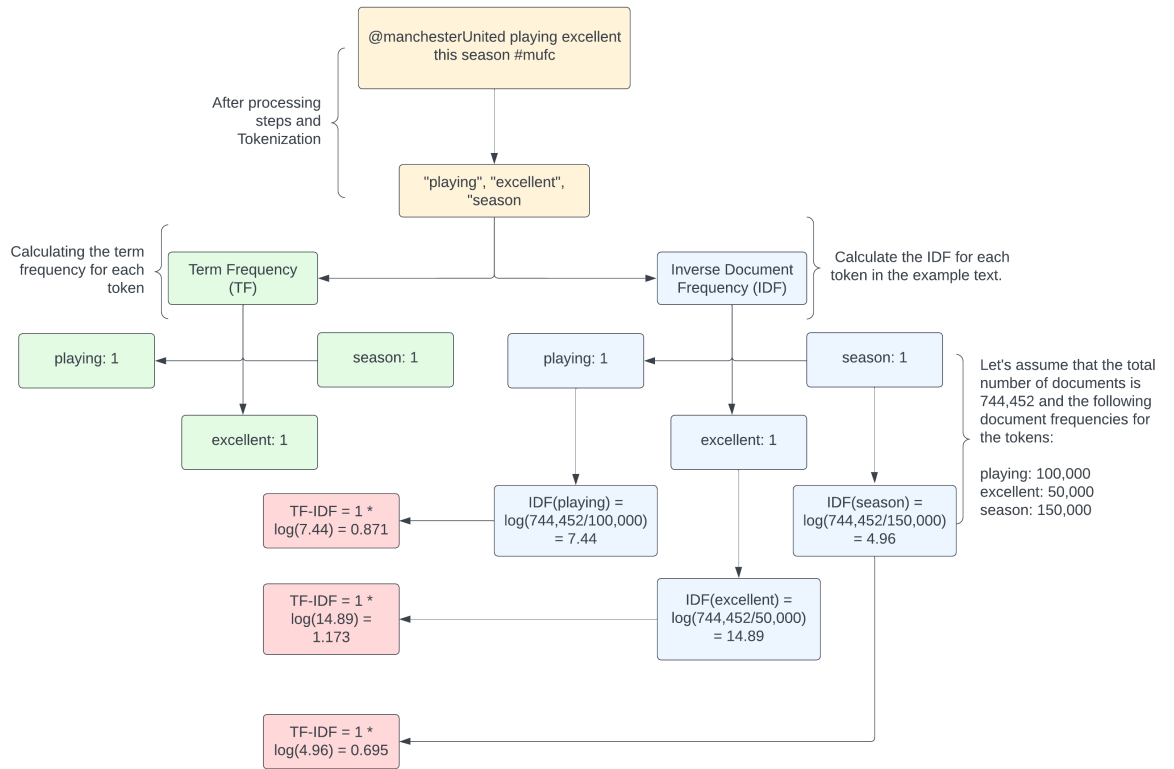 @manchesterUnited playing excellent
this season #mufc
After processing
steps and
Tokenization
"playing", "excellent",
"season
Calculating the term
frequency for each
token
Term Frequency
(TF)
Inverse Document
Frequency (IDF)
Calculate the IDF for each
token in the example text.
playing: 1
season: 1
playing: 1
season: 1
excellent: 1
excellent: 1
Let's assume that the total
number of documents is
744,452 and the following
document frequencies for
the tokens:
playing: 100,000
excellent: 50,000
season: 150,000
TF-IDF = 1 *
log(7.44) = 0.871
IDF(playing) =
log(744,452/100,000)
= 7.44
IDF(season) =
log(744,452/150,000)
= 4.96
TF-IDF = 1 *
log(14.89) =
1.173
IDF(excellent) =
log(744,452/50,000)
= 14.89
TF-IDF = 1 *
log(4.96) = 0.695